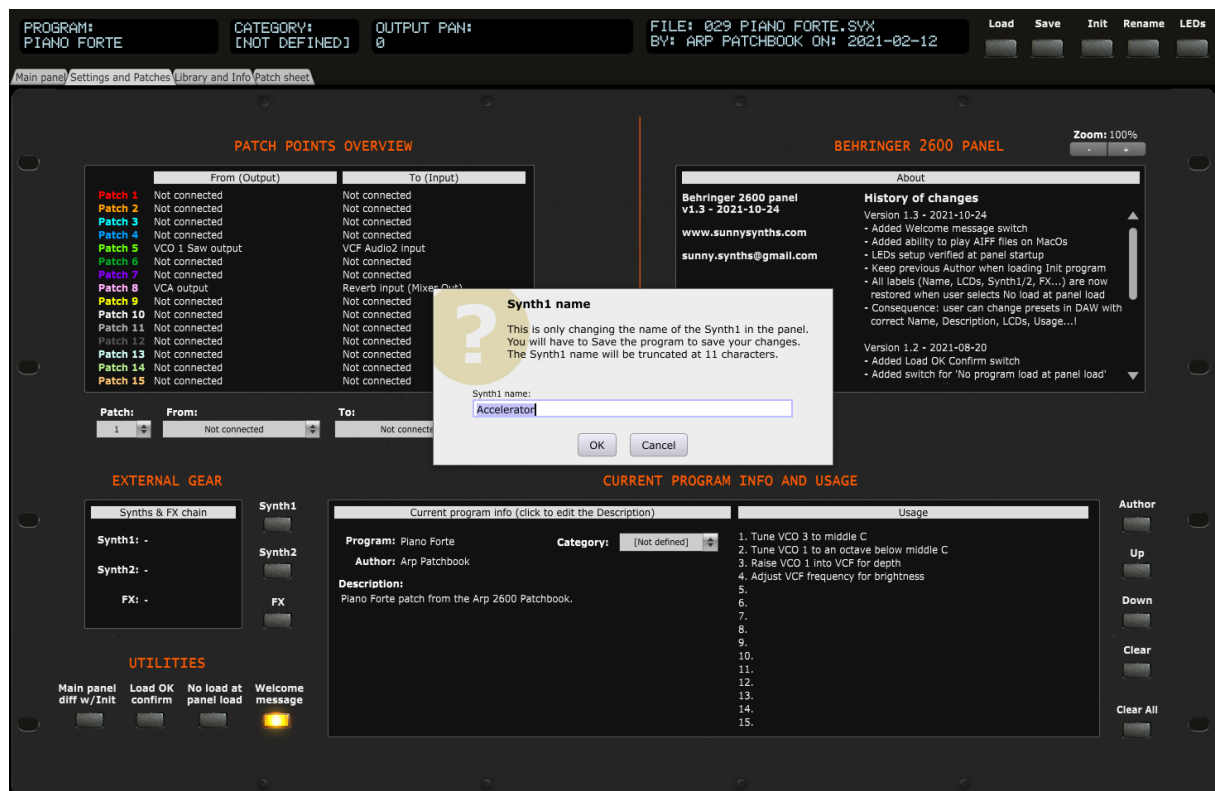 PROGRAM:
PIANO FORTE
CATEGORY:
[NOT DEFINED]
OUTPUT PAN:
0
FILE: 029 PIANO FORTE.SYX
BY: ARP PATCHBOOK ON: 2021-02-12
Load Save Init Rename LEDs
Main panel Settings and Patches Library and Info Patch sheet
PATCH POINTS OVERVIEW
From (Output) To (Input)
Patch 1 Not connected Not connected
Patch 2 Not connected Not connected
Patch 3 Not connected Not connected
Patch 4 Not connected Not connected
Patch 5 VCO 1 Saw output VCF Audio2 input
Patch 6 Not connected Not connected
Patch 7 Not connected Not connected
Patch 8 VCA output Reverb input (Mixer Out)
Patch 9 Not connected Not connected
Patch 10 Not connected Not connected
Patch 11 Not connected Not connected
Patch 12 Not connected Not connected
Patch 13 Not connected Not connected
Patch 14 Not connected Not connected
Patch 15 Not connected Not connected
Patch: From: To:
1 Not connected Not connecte
BEHRINGER 2600 PANEL
Zoom: 100%
- +
About
Behringer 2600 panel
v1.3 - 2021-10-24
www.sunnysynths.com
sunny.synths@gmail.com
History of changes
Version 1.3 - 2021-10-24
- Added Welcome message switch
- Added ability to play AIFF files on MacOs
- LEDs setup verified at panel startup
- Keep previous Author when loading Init program
- All labels (Name, LCDs, Synth1/2, FX...) are now
restored when user selects No load at panel load
- Consequence: user can change presets in DAW with
correct Name, Description, LCDs, Usage...!
Version 1.2 - 2021-08-20
- Added Load OK Confirm switch
- Added switch for 'No program load at panel load'
?
Synth1 name
This is only changing the name of the Synth1 in the panel.
You will have to Save the program to save your changes.
The Synth1 name will be truncated at 11 characters.
Synth1 name:
Accelerator
OK Cancel
EXTERNAL GEAR
Synths & FX chain
Synth1: -
Synth2: -
FX: -
Synth1
Synth2
FX
UTILITIES
Main panel
diff w/Init
Load OK
confirm
No load at
panel load
Welcome
message
CURRENT PROGRAM INFO AND USAGE
Current program info (click to edit the Description)
Program: Piano Forte
Category: [Not defined]
Author: Arp Patchbook
Description:
Piano Forte patch from the Arp 2600 Patchbook.
Usage
1. Tune VCO 3 to middle C
2. Tune VCO 1 to an octave below middle C
3. Raise VCO 1 into VCF for depth
4. Adjust VCF frequency for brightness
5.
6.
7.
8.
9.
10.
11.
12.
13.
14.
15.
Author
Up
Down
Clear
Clear All